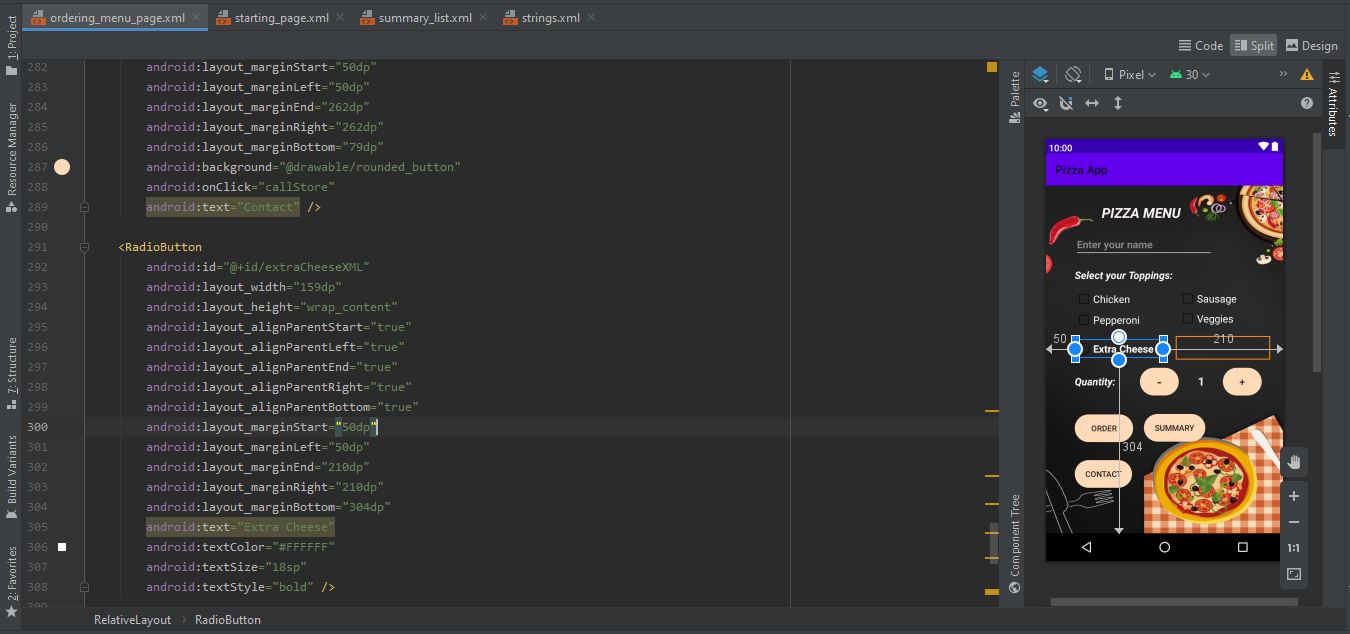 ordering_menu_page.xml starting_page.xml summary_list.xml strings.xml
Code Split Design
1: Project
Resource Manager
7: Structure
Build Variants
2: Favorites
282 android:layout_marginStart="50dp"
283 android:layout_marginLeft="50dp"
284 android:layout_marginEnd="262dp"
285 android:layout_marginRight="262dp"
286 android:layout_marginBottom="79dp"
287 android:background="@drawable/rounded_button"
288 android:onClick="callStore"
289 android:text="Contact" />
290
291 <RadioButton
292 android:id="@+id/extraCheeseXML"
293 android:layout_width="159dp"
294 android:layout_height="wrap_content"
295 android:layout_alignParentStart="true"
296 android:layout_alignParentLeft="true"
297 android:layout_alignParentEnd="true"
298 android:layout_alignParentRight="true"
299 android:layout_alignParentBottom="true"
300 android:layout_marginStart="50dp"
301 android:layout_marginLeft="50dp"
302 android:layout_marginEnd="210dp"
303 android:layout_marginRight="210dp"
304 android:layout_marginBottom="304dp"
305 android:text="Extra Cheese"
306 android:textColor="#FFFFFF"
307 android:textSize="18sp"
308 android:textStyle="bold" />
309
RelativeLayout > RadioButton
Palette
Component Tree
Pixel 30 >>
?
Attributes
10:00
Pizza App
PIZZA MENU
Enter your name
Select your Toppings:
Chicken Sausage
Pepperoni Veggies
50 Extra Cheese 210
Quantity: - 1 +
ORDER SUMMARY
304
CONTACT
+
−
1:1